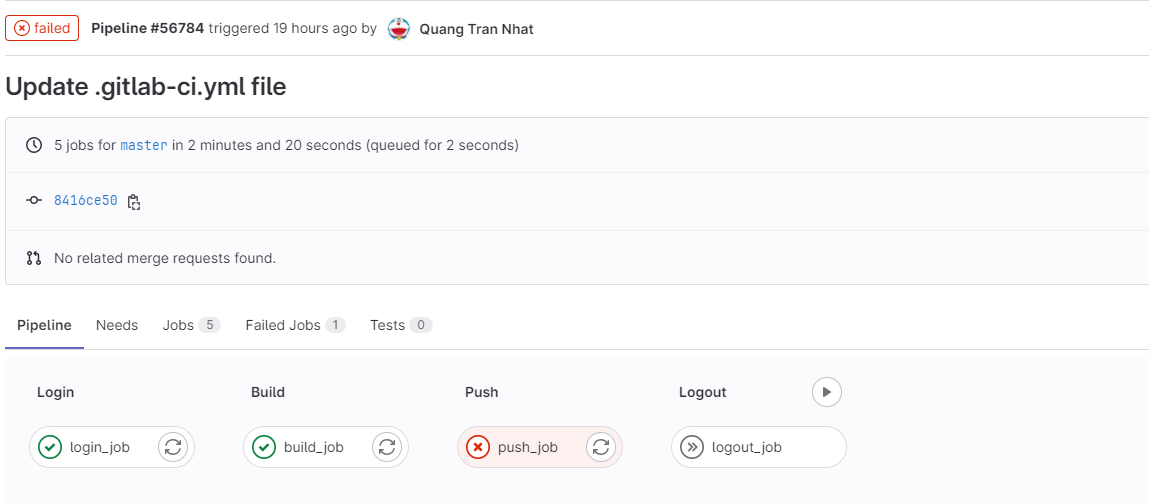 failed Pipeline #56784 triggered 19 hours ago by Quang Tran Nhat
Update .gitlab-ci.yml file
5 jobs for master in 2 minutes and 20 seconds (queued for 2 seconds)
8416ce50
No related merge requests found.
Pipeline Needs Jobs 5 Failed Jobs 1 Tests 0
Login Build Push Logout
login_job build_job push_job logout_job